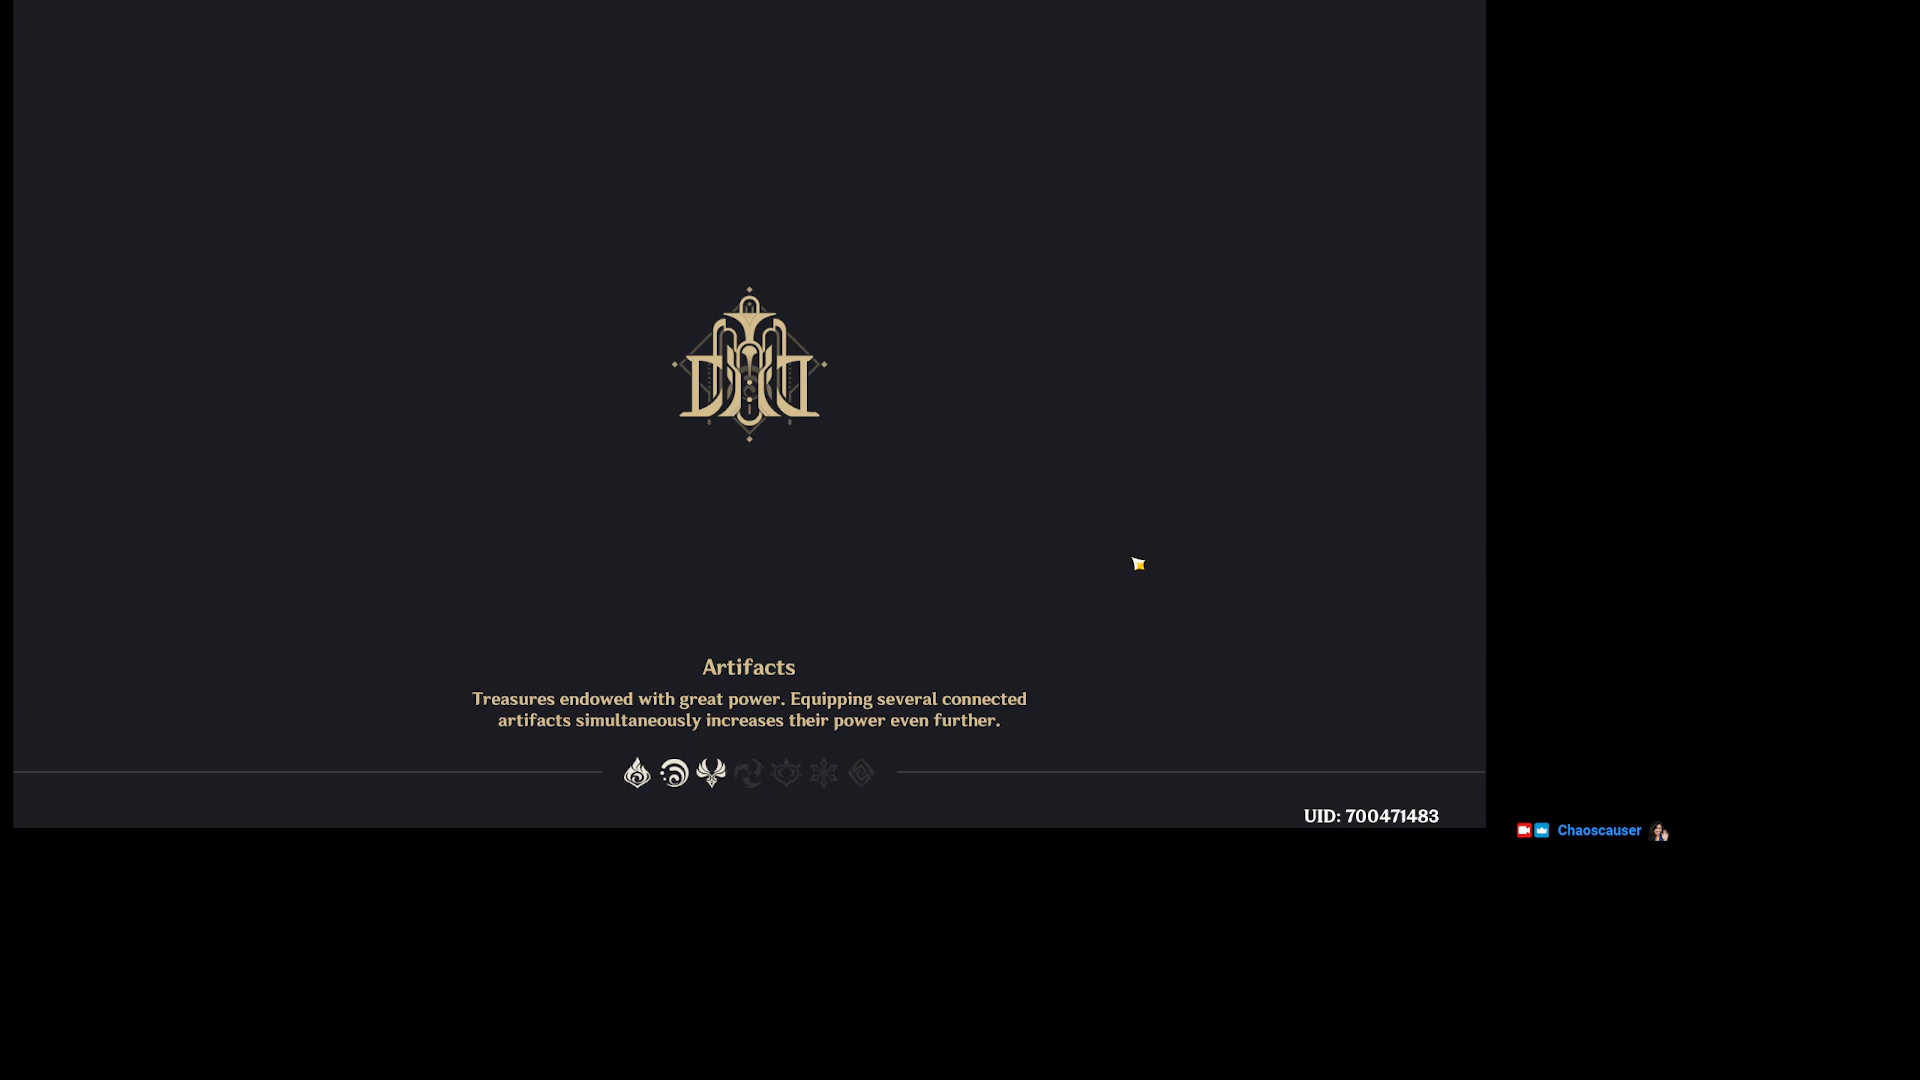 Artifacts
Treasures endowed with great power. Equipping several connected
artifacts simultaneously increases their power even further.
UID: 700471483
Chaoscauser